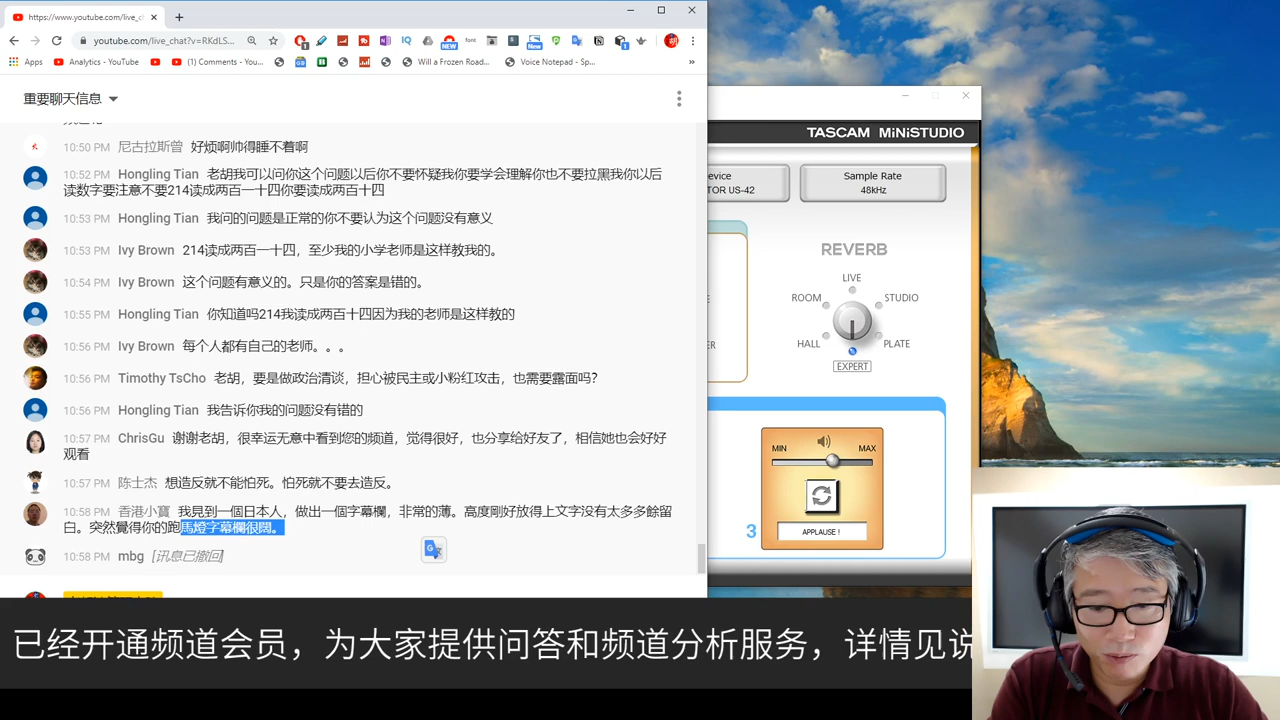 https://www.youtube.com/live_c
youtube.com/live_chat?v=RKdLS...
Apps
Analytics - YouTube
(1) Comments - You...
Will a Frozen Road...
Voice Notepad - Sp...
重要聊天信息
10:50 PM 尼古拉斯曾 好烦啊帅得睡不着啊
10:52 PM Hongling Tian 老胡我可以问你这个问题以后你不要怀疑我你要学会理解你也不要拉黑我你以后
读数字要注意不要214读成两百一十四你要读成两百十四
10:53 PM Hongling Tian 我问的问题是正常的你不要认为这个问题没有意义
10:53 PM Ivy Brown 214读成两百一十四，至少我的小学老师是这样教我的。
10:54 PM Ivy Brown 这个问题有意义的。只是你的答案是错的。
10:55 PM Hongling Tian 你知道吗214我读成两百十四因为我的老师是这样教的
10:56 PM Ivy Brown 每个人都有自己的老师。。。
10:56 PM Timothy TsCho 老胡，要是做政治清谈，担心被民主或小粉红攻击，也需要露面吗？
10:56 PM Hongling Tian 我告诉你我的问题没有错的
10:57 PM ChrisGu 谢谢老胡，很幸运无意中看到您的频道，觉得很好，也分享给好友了，相信她也会好好
观看
10:57 PM 陈士杰 想造反就不能怕死。怕死就不要去造反。
10:58 PM 香港小寶 我見到一個日本人，做出一個字幕欄，非常的薄。高度剛好放得上文字没有太多多餘留
白。突然覺得你的跑馬燈字幕欄很闊。
10:58 PM mbg [讯息已撤回]
TASCAM MiNiSTUDIO
evice
TOR US-42
Sample Rate
48kHz
REVERB
LIVE
ROOM
STUDIO
HALL
PLATE
EXPERT
ER
MIN
MAX
3
APPLAUSE !
已经开通频道会员，为大家提供问答和频道分析服务，详情见说